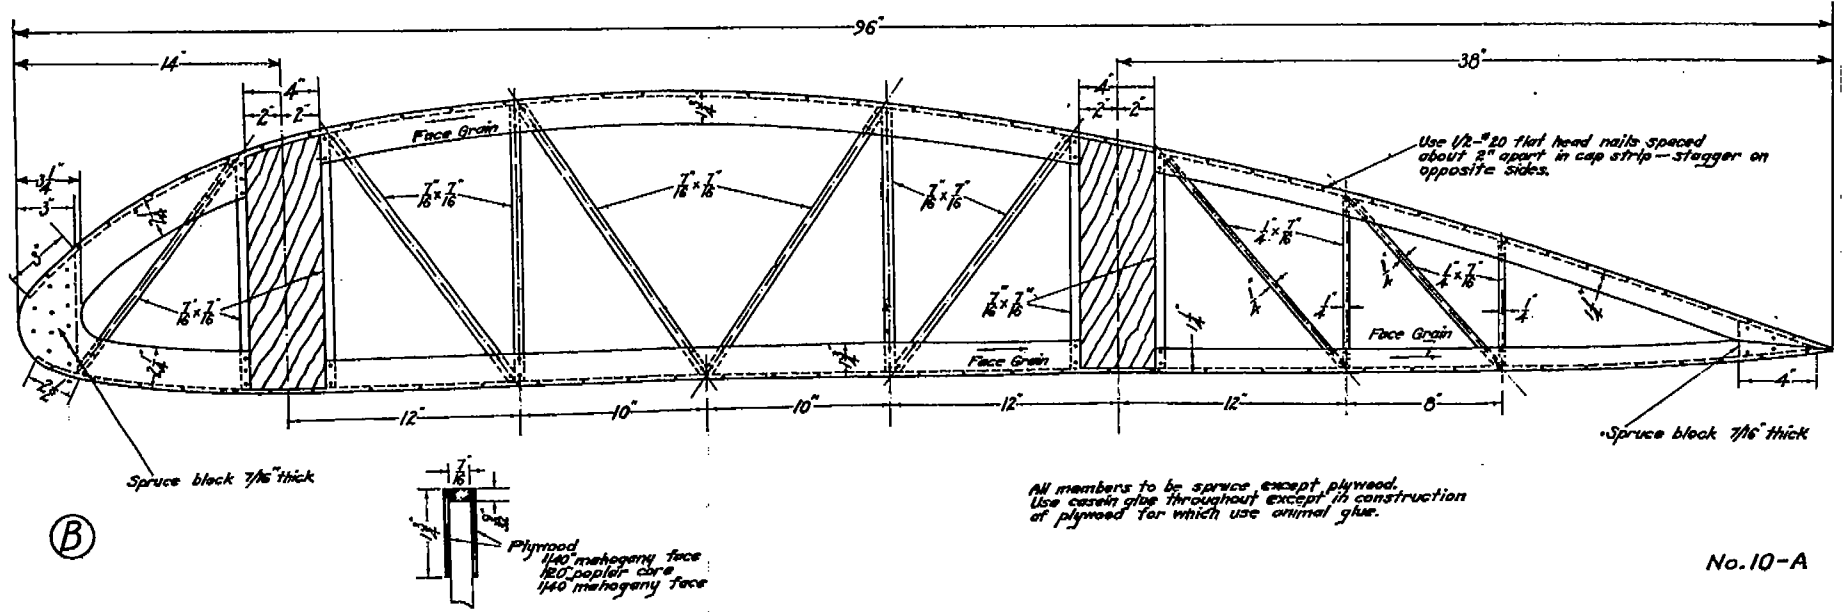 96"
14"
38"
4"
2" 2"
4"
2" 2"
Face Grain
Use 1/2-#20 flat head nails spaced
about 2" apart in cap strip — stagger on
opposite sides.
3"
3"
7/16" × 7/16"
7/16" × 7/16"
7/16" × 7/16"
1/4" × 7/16"
1/4" × 7/16"
7/16" × 7/16"
7/16" × 7/16"
1/4"
1/4"
Face Grain
Face Grain
12"
10"
10"
12"
12"
8"
4"
Spruce block 7/16" thick
Spruce block 7/16" thick
7/16"
Plywood
1/40" mahogany face
1/20" poplar core
1/40" mahogany face
All members to be spruce except plywood.
Use casein glue throughout except in construction
of plywood for which use animal glue.
B
No. 10-A